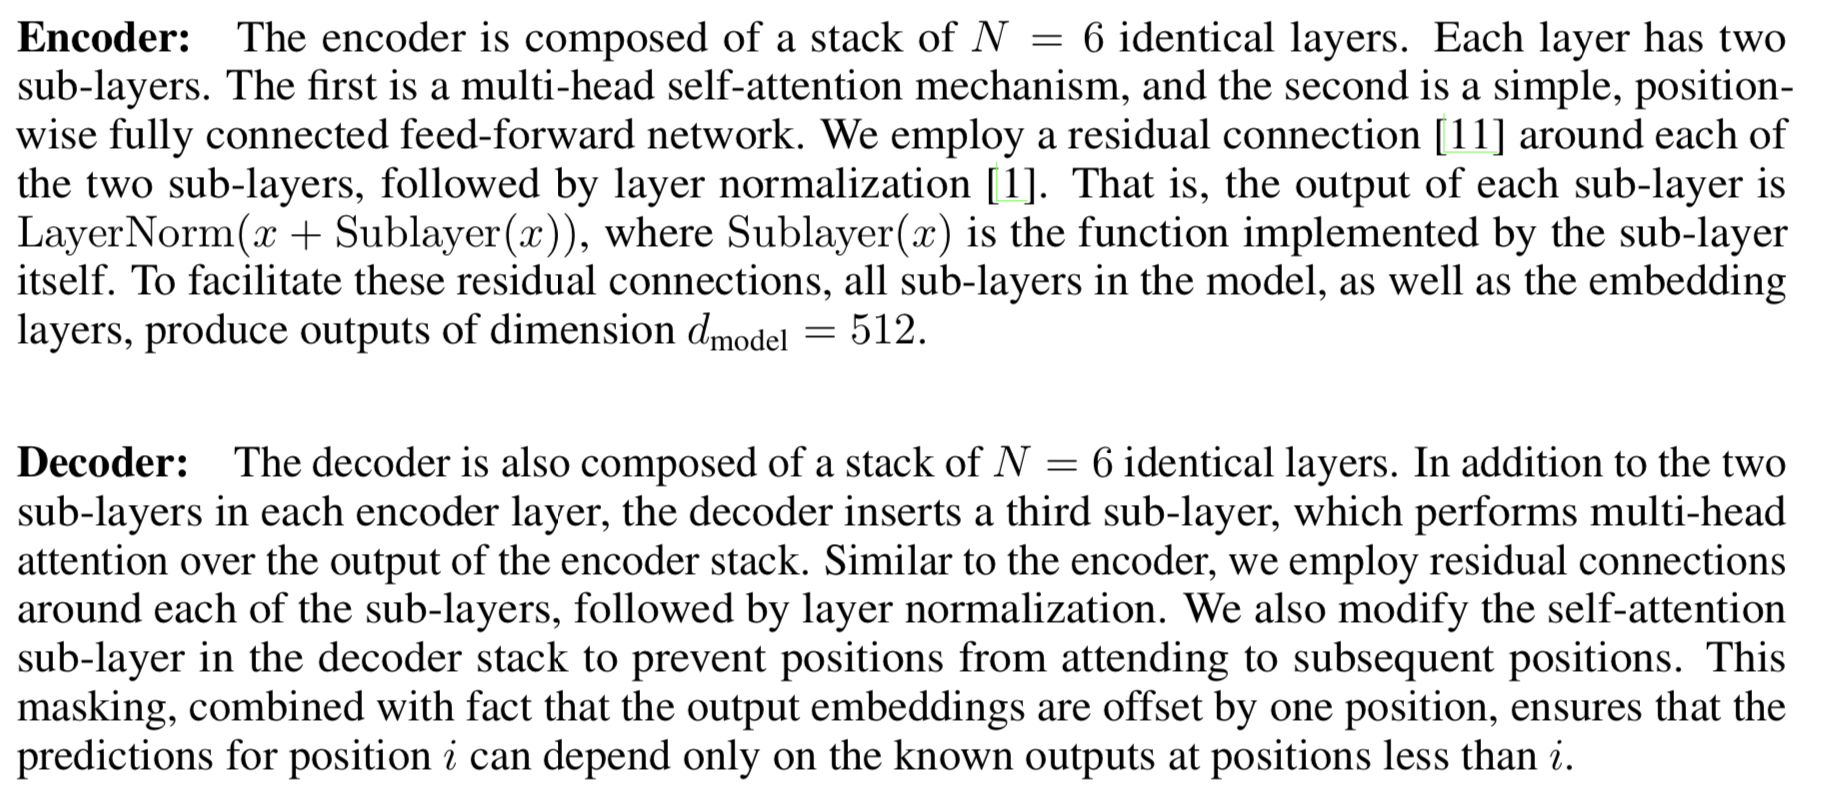 Encoder: The encoder is composed of a stack of N = 6 identical layers. Each layer has two
sub-layers. The first is a multi-head self-attention mechanism, and the second is a simple, position-
wise fully connected feed-forward network. We employ a residual connection [11] around each of
the two sub-layers, followed by layer normalization [1]. That is, the output of each sub-layer is
LayerNorm(x + Sublayer(x)), where Sublayer(x) is the function implemented by the sub-layer
itself. To facilitate these residual connections, all sub-layers in the model, as well as the embedding
layers, produce outputs of dimension d_model = 512.
Decoder: The decoder is also composed of a stack of N = 6 identical layers. In addition to the two
sub-layers in each encoder layer, the decoder inserts a third sub-layer, which performs multi-head
attention over the output of the encoder stack. Similar to the encoder, we employ residual connections
around each of the sub-layers, followed by layer normalization. We also modify the self-attention
sub-layer in the decoder stack to prevent positions from attending to subsequent positions. This
masking, combined with fact that the output embeddings are offset by one position, ensures that the
predictions for position i can depend only on the known outputs at positions less than i.